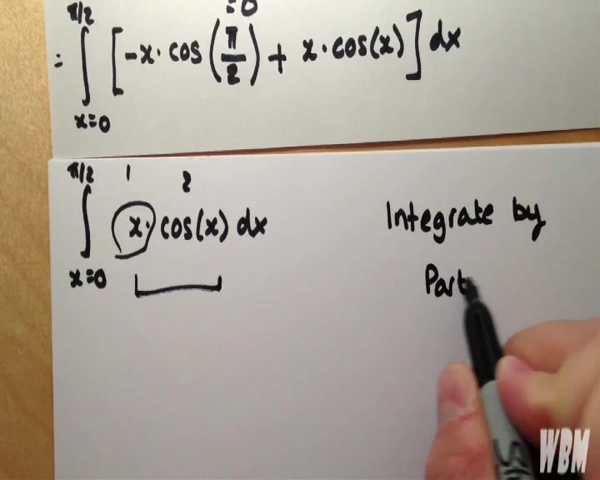 =0
π/2
= ∫ [-x·cos(π/2) + x·cos(x)] dx
x=0
π/2 1 2
∫ x·cos(x) dx Integrate by
x=0 Part
WBM